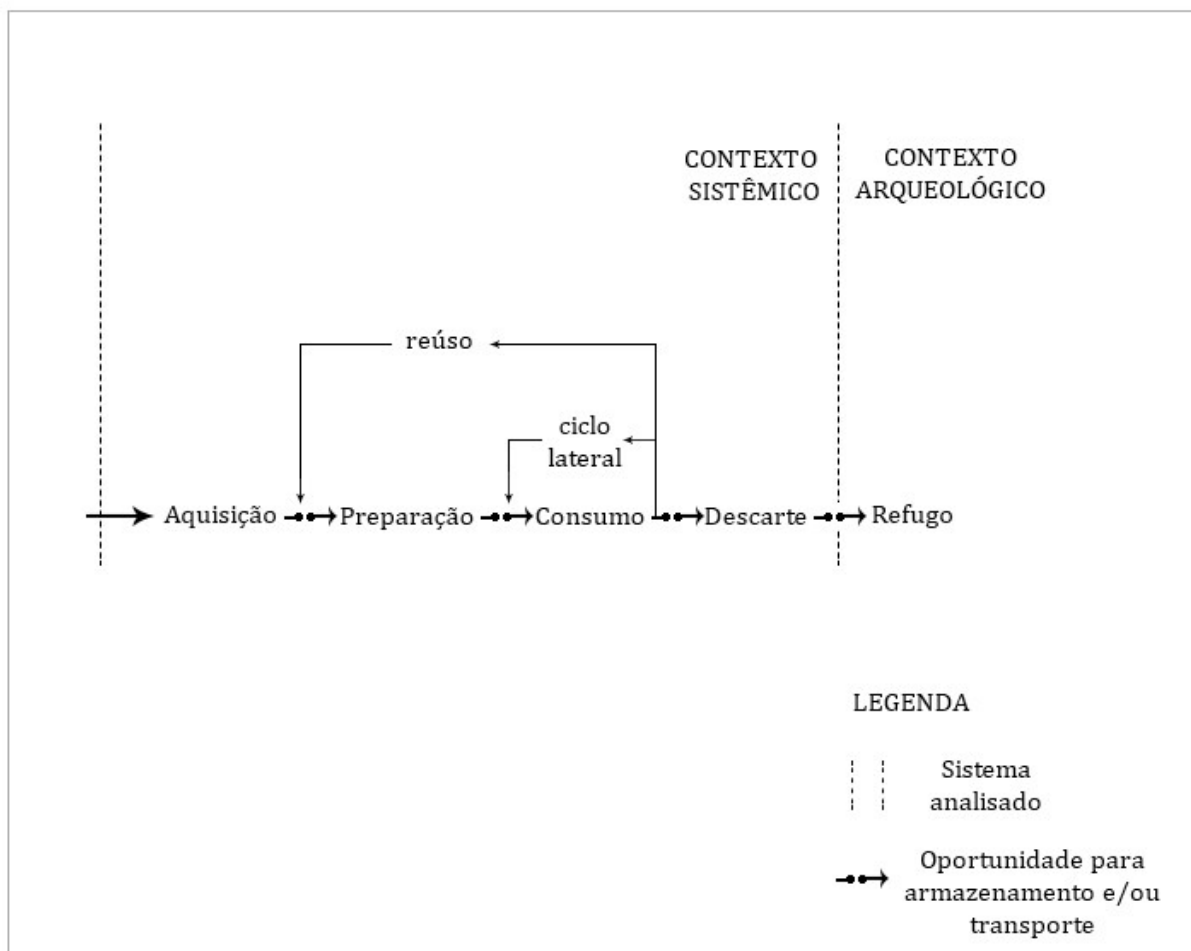 CONTEXTO
SISTÊMICO
CONTEXTO
ARQUEOLÓGICO
reúso
ciclo
lateral
Aquisição Preparação Consumo Descarte Refugo
LEGENDA
Sistema
analisado
Oportunidade para
armazenamento e/ou
transporte